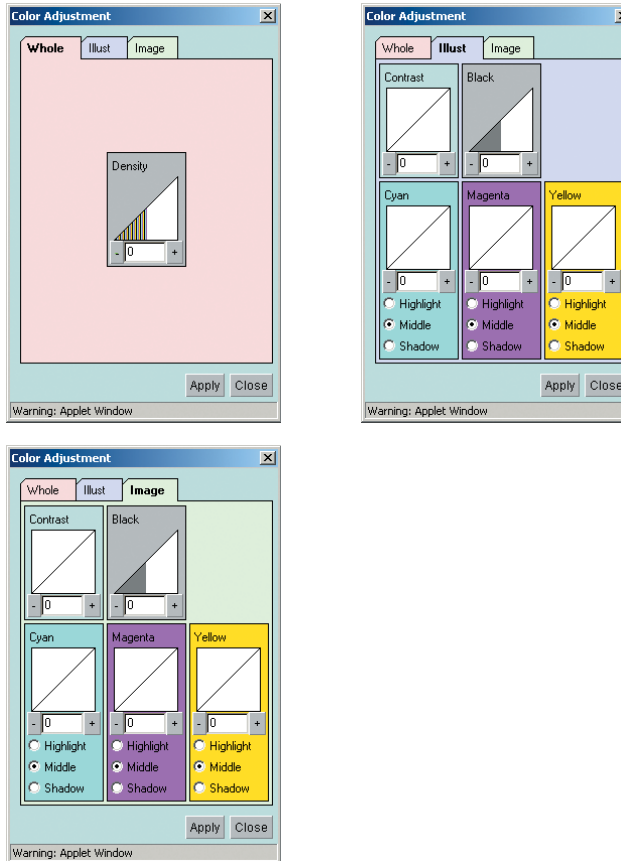 Color Adjustment
Whole Illust Image
Density
- 0 +
Apply Close
Warning: Applet Window
Color Adjustment
Whole Illust Image
Contrast Black
- 0 + - 0 +
Cyan Magenta Yellow
- 0 + - 0 + - 0 +
Highlight Highlight Highlight
Middle Middle Middle
Shadow Shadow Shadow
Apply Close
Warning: Applet Window
Color Adjustment
Whole Illust Image
Contrast Black
- 0 + - 0 +
Cyan Magenta Yellow
- 0 + - 0 + - 0 +
Highlight Highlight Highlight
Middle Middle Middle
Shadow Shadow Shadow
Apply Close
Warning: Applet Window